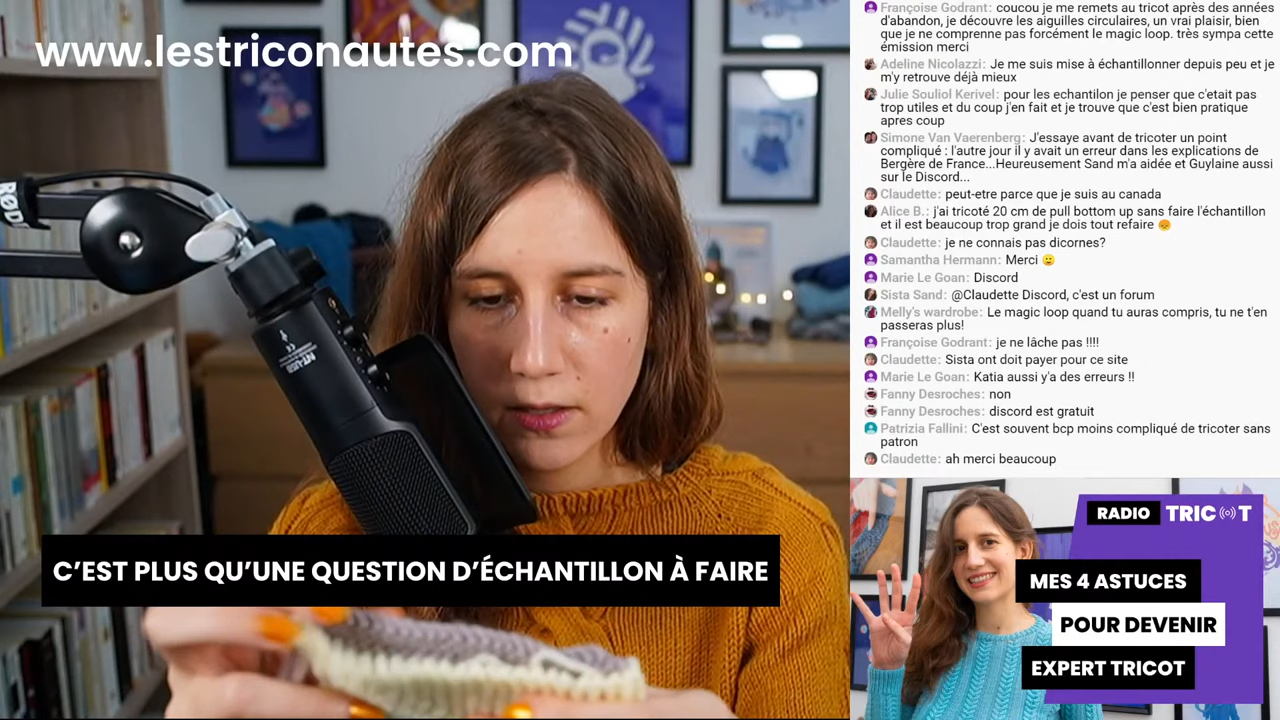 www.lestriconautes.com
RØD
NT-USB
C'EST PLUS QU'UNE QUESTION D'ÉCHANTILLON À FAIRE
Françoise Godrant: coucou je me remets au tricot après des années
d'abandon, je découvre les aiguilles circulaires, un vrai plaisir, bien
que je ne comprenne pas forcément le magic loop. très sympa cette
émission merci
Adeline Nicolazzi: Je me suis mise à échantillonner depuis peu et je
m'y retrouve déjà mieux
Julie Souliol Kerivel: pour les echantilon je penser que c'etait pas
trop utiles et du coup j'en fait et je trouve que c'est bien pratique
apres coup
Simone Van Vaerenberg: J'essaye avant de tricoter un point
compliqué : l'autre jour il y avait un erreur dans les explications de
Bergère de France...Heureusement Sand m'a aidée et Guylaine aussi
sur le Discord...
Claudette: peut-etre parce que je suis au canada
Alice B.: j'ai tricoté 20 cm de pull bottom up sans faire l'échantillon
et il est beaucoup trop grand je dois tout refaire 😞
Claudette: je ne connais pas dicornes?
Samantha Hermann: Merci 🙂
Marie Le Goan: Discord
Sista Sand: @Claudette Discord, c'est un forum
Melly's wardrobe: Le magic loop quand tu auras compris, tu ne t'en
passeras plus!
Françoise Godrant: je ne lâche pas !!!!
Claudette: Sista ont doit payer pour ce site
Marie Le Goan: Katia aussi y'a des erreurs !!
Fanny Desroches: non
Fanny Desroches: discord est gratuit
Patrizia Fallini: C'est souvent bcp moins compliqué de tricoter sans
patron
Claudette: ah merci beaucoup
RADIO TRICOT
MES 4 ASTUCES
POUR DEVENIR
EXPERT TRICOT